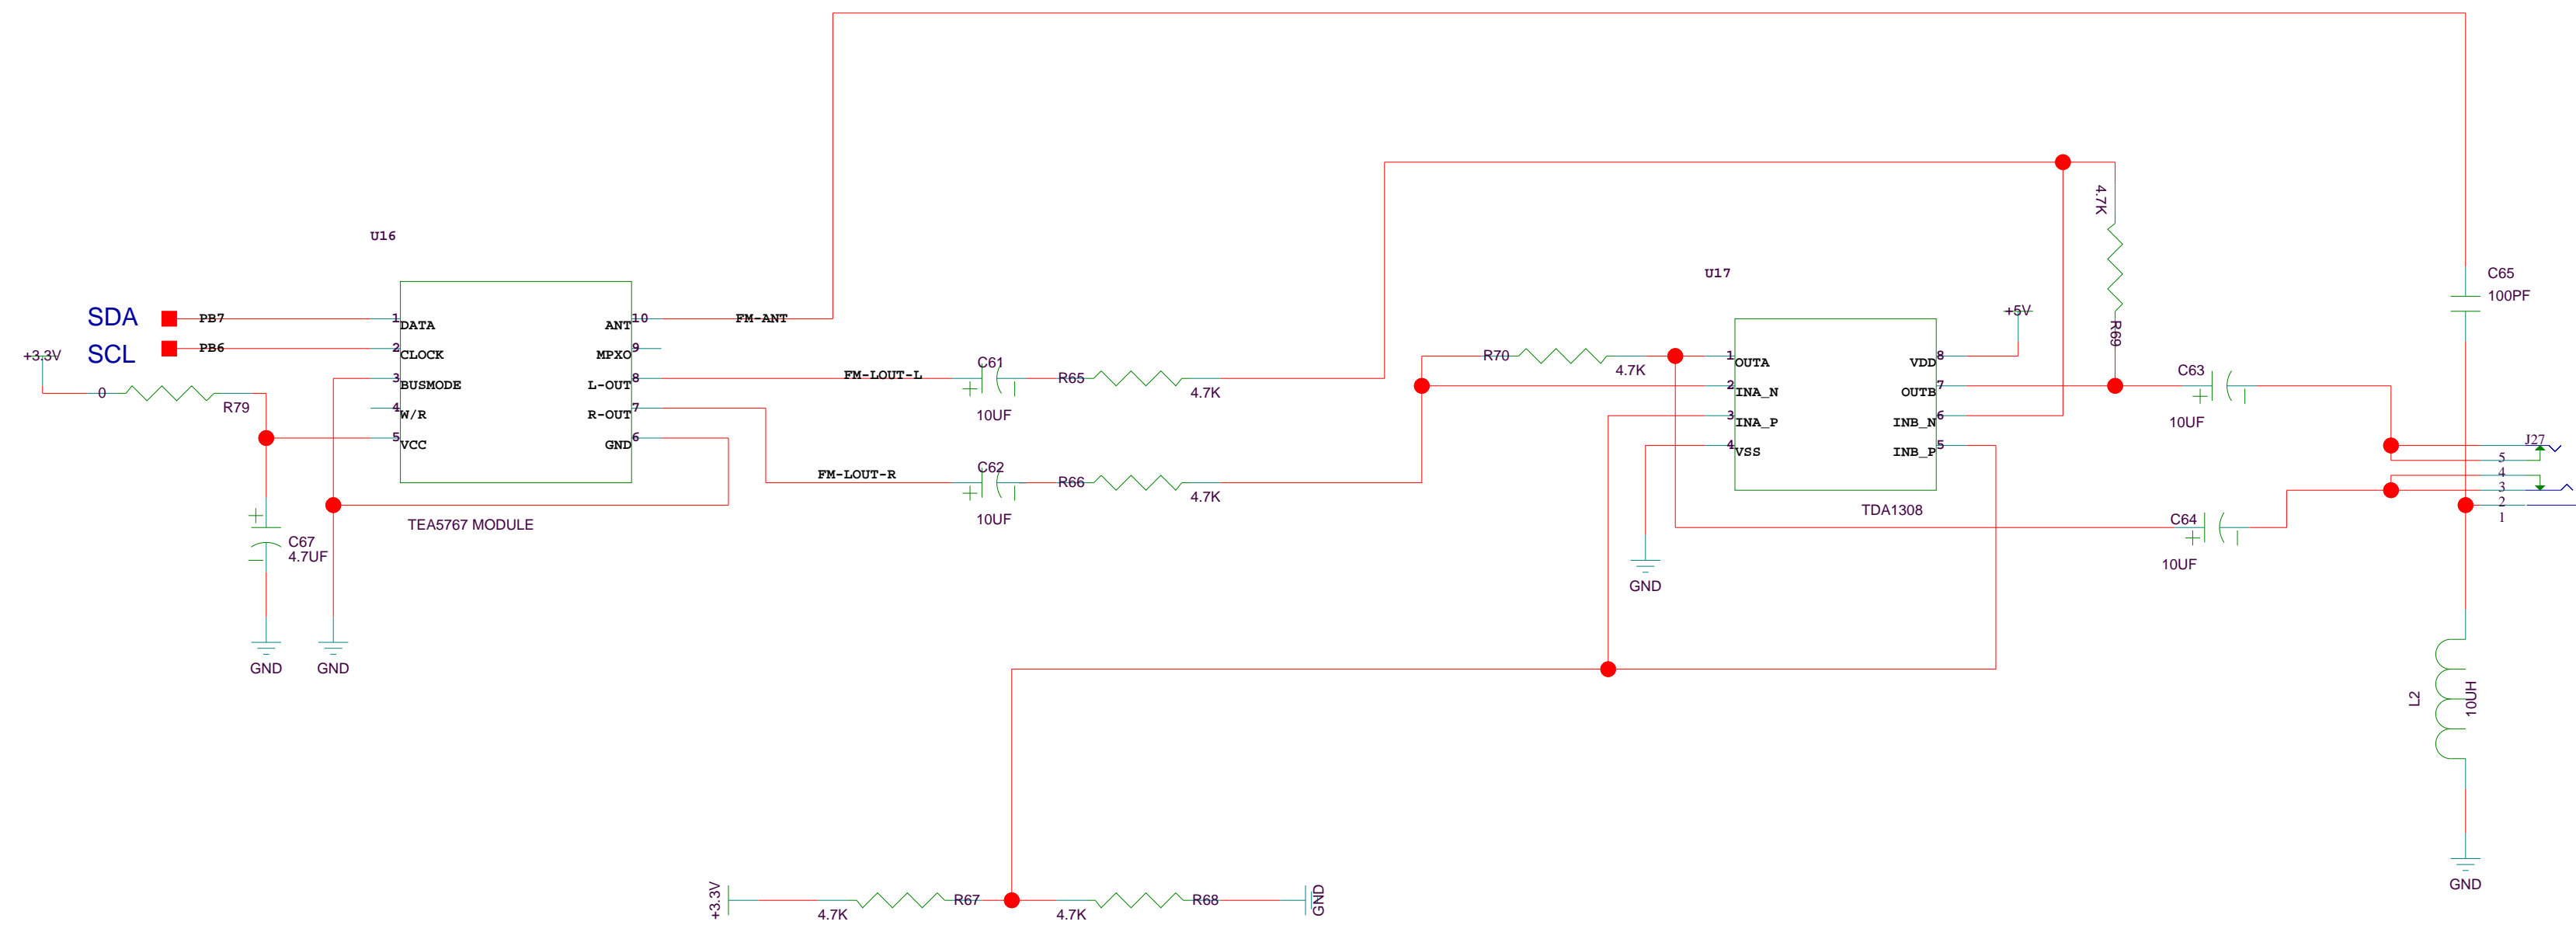 U16
SDA
PB7
SCL
PB6
+3.3V
0
R79
1
DATA
2
CLOCK
3
BUSMODE
4
W/R
5
VCC
10
ANT
9
MPXO
8
L-OUT
7
R-OUT
6
GND
TEA5767 MODULE
C67
4.7UF
GND
GND
FM-ANT
FM-LOUT-L
C61
10UF
R65
4.7K
FM-LOUT-R
C62
10UF
R66
4.7K
R70
4.7K
U17
1
OUTA
2
INA_N
3
INA_P
4
VSS
8
VDD
7
OUTB
6
INB_N
5
INB_P
TDA1308
GND
+5V
4.7K
R69
C63
10UF
C64
10UF
C65
100PF
J27
5
4
3
2
1
L2
10UH
GND
+3.3V
4.7K
R67
4.7K
R68
GND